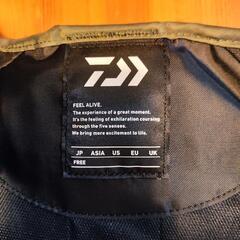 FEEL ALIVE.
The experience of a great moment.
It's the feeling of exhilaration coursing
through the five senses.
We bring more excitement to life.
JP ASIA US EU UK
FREE